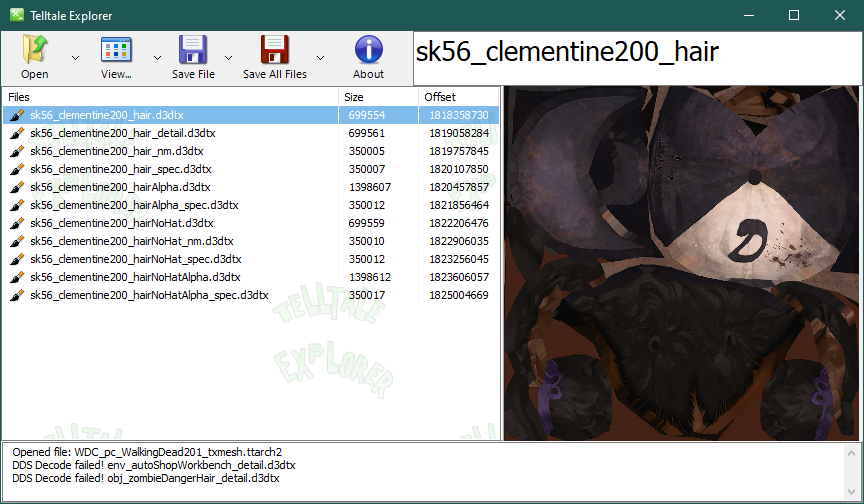 Telltale Explorer
Open
View...
Save File
Save All Files
About
sk56_clementine200_hair
Files Size Offset
sk56_clementine200_hair.d3dtx 699554 1818358730
sk56_clementine200_hair_detail.d3dtx 699561 1819058284
sk56_clementine200_hair_nm.d3dtx 350005 1819757845
sk56_clementine200_hair_spec.d3dtx 350007 1820107850
sk56_clementine200_hairAlpha.d3dtx 1398607 1820457857
sk56_clementine200_hairAlpha_spec.d3dtx 350012 1821856464
sk56_clementine200_hairNoHat.d3dtx 699559 1822206476
sk56_clementine200_hairNoHat_nm.d3dtx 350010 1822906035
sk56_clementine200_hairNoHat_spec.d3dtx 350012 1823256045
sk56_clementine200_hairNoHatAlpha.d3dtx 1398612 1823606057
sk56_clementine200_hairNoHatAlpha_spec.d3dtx 350017 1825004669
TELLTALE
EXPLORER
D
Opened file: WDC_pc_WalkingDead201_txmesh.ttarch2
DDS Decode failed! env_autoShopWorkbench_detail.d3dtx
DDS Decode failed! obj_zombieDangerHair_detail.d3dtx